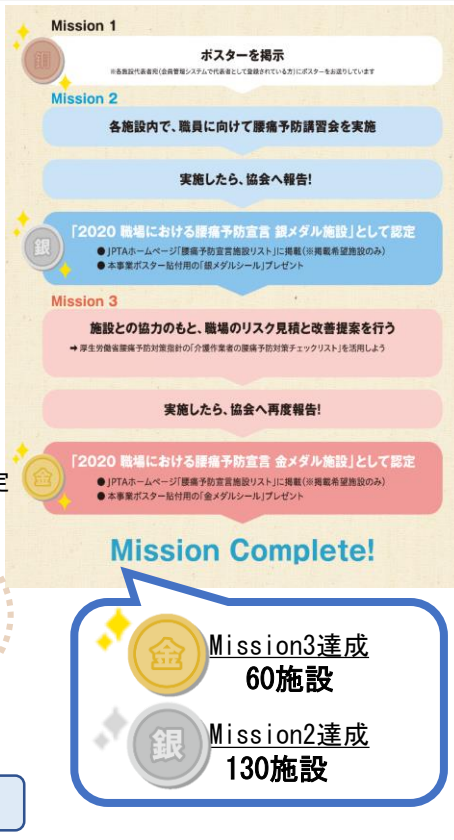 Mission 1
銅
ポスターを掲示
※各施設代表者宛(会員管理システムで代表者として登録されている方)にポスターをお送りしています
Mission 2
各施設内で、職員に向けて腰痛予防講習会を実施
実施したら、協会へ報告!
銀
「2020 職場における腰痛予防宣言 銀メダル施設」として認定
● JPTAホームページ「腰痛予防宣言施設リスト」に掲載(※掲載希望施設のみ)
● 本事業ポスター貼付用の「銀メダルシール」プレゼント
Mission 3
施設との協力のもと、職場のリスク見積と改善提案を行う
➡ 厚生労働省腰痛予防対策指針の「介護作業者の腰痛予防対策チェックリスト」を活用しよう
実施したら、協会へ再度報告!
定
金
「2020 職場における腰痛予防宣言 金メダル施設」として認定
● JPTAホームページ「腰痛予防宣言施設リスト」に掲載(※掲載希望施設のみ)
● 本事業ポスター貼付用の「金メダルシール」プレゼント
Mission Complete!
金
Mission3達成
60施設
銀
Mission2達成
130施設